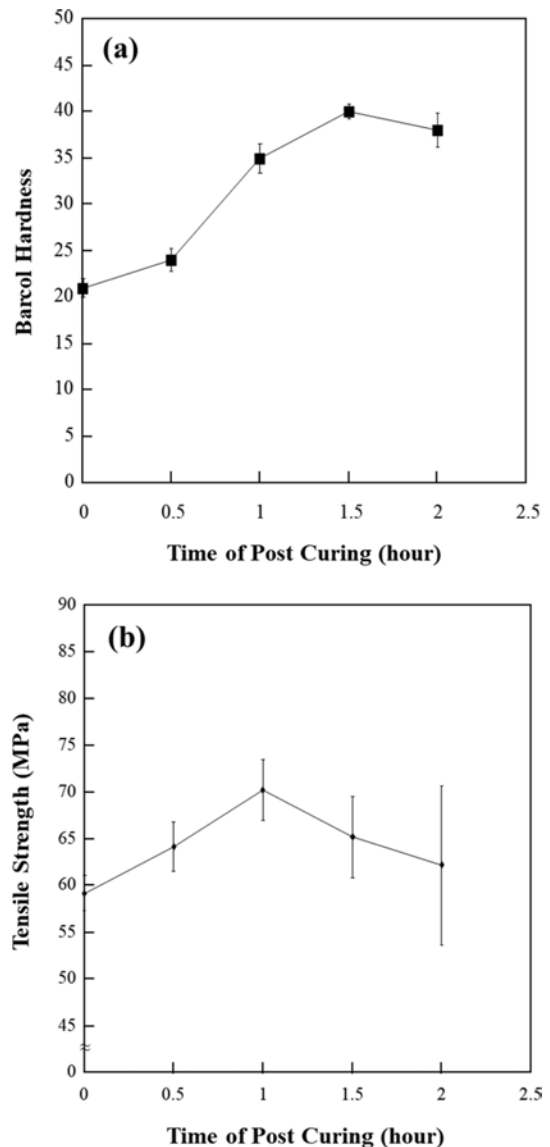 (a)
50
45
40
35
30
25
20
15
10
5
0
Barcol Hardness
0 0.5 1 1.5 2 2.5
Time of Post Curing (hour)
(b)
90
85
80
75
70
65
60
55
50
45
0
Tensile Strength (MPa)
0 0.5 1 1.5 2 2.5
Time of Post Curing (hour)